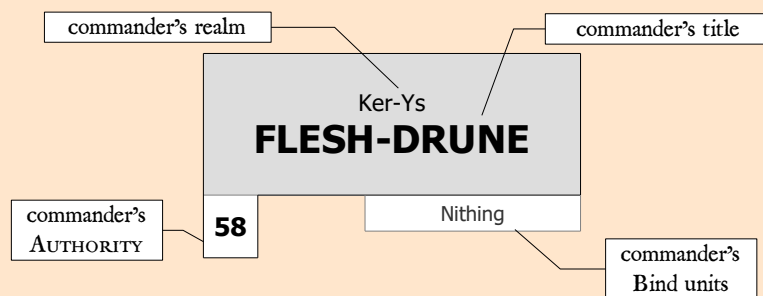 commander's realm
commander's title
Ker-Ys
FLESH-DRUNE
commander's
AUTHORITY
58
Nithing
commander's
Bind units